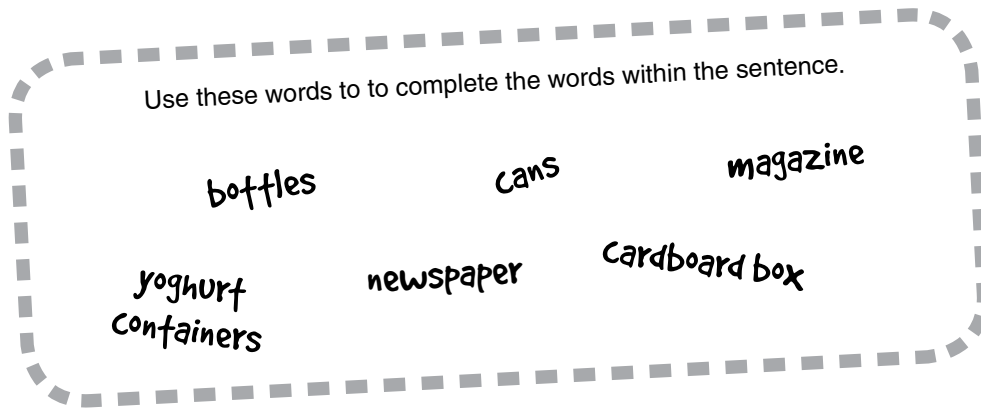 Use these words to to complete the words within the sentence.
bottles
cans
magazine
yoghurt
containers
newspaper
cardboard box